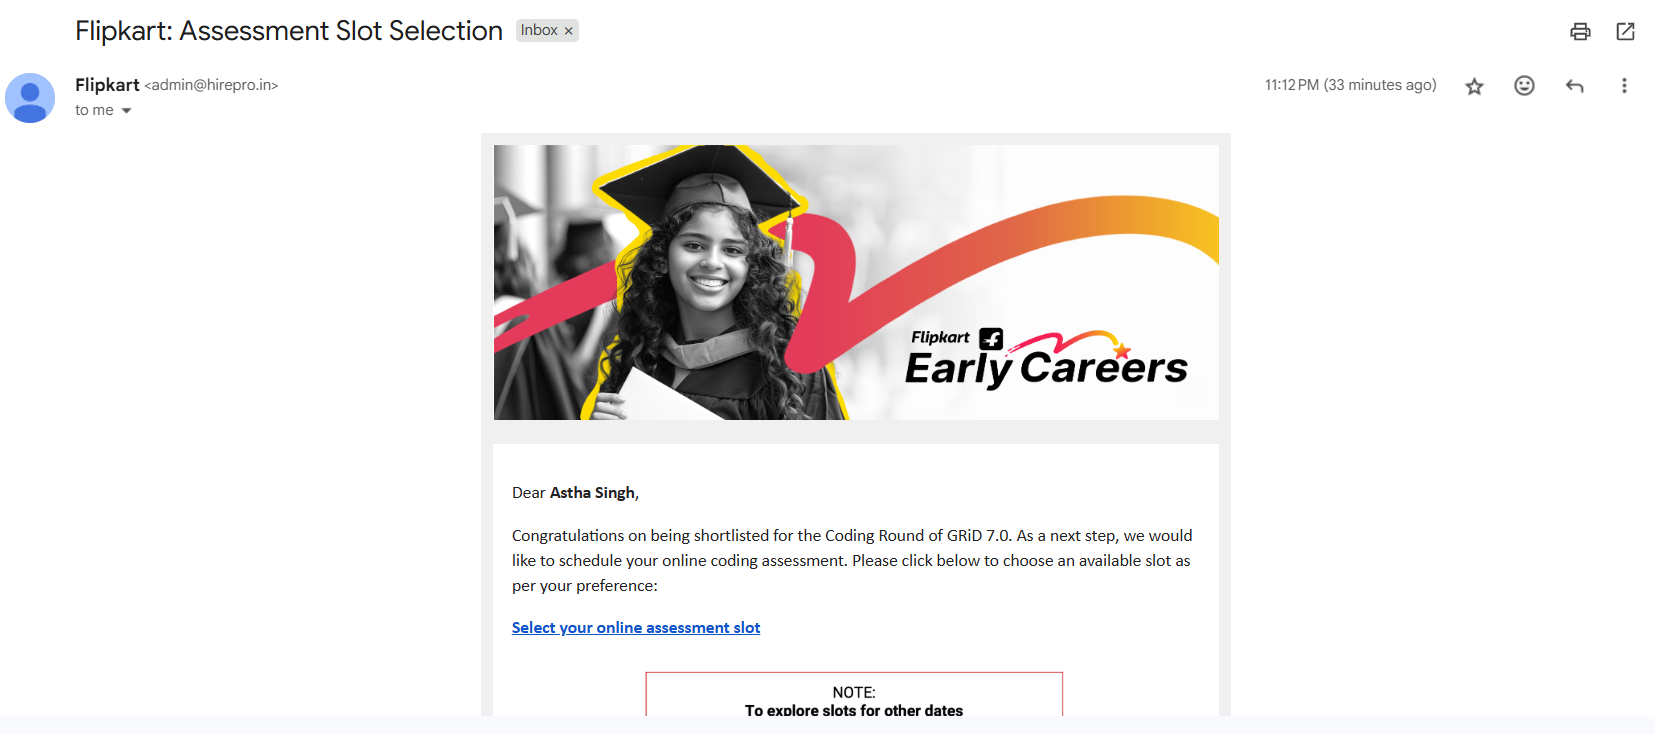 Flipkart: Assessment Slot Selection Inbox ×
Flipkart <admin@hirepro.in> 11:12 PM (33 minutes ago)
to me
Flipkart
Early Careers
Dear Astha Singh,
Congratulations on being shortlisted for the Coding Round of GRiD 7.0. As a next step, we would
like to schedule your online coding assessment. Please click below to choose an available slot as
per your preference:
Select your online assessment slot
NOTE:
To explore slots for other dates